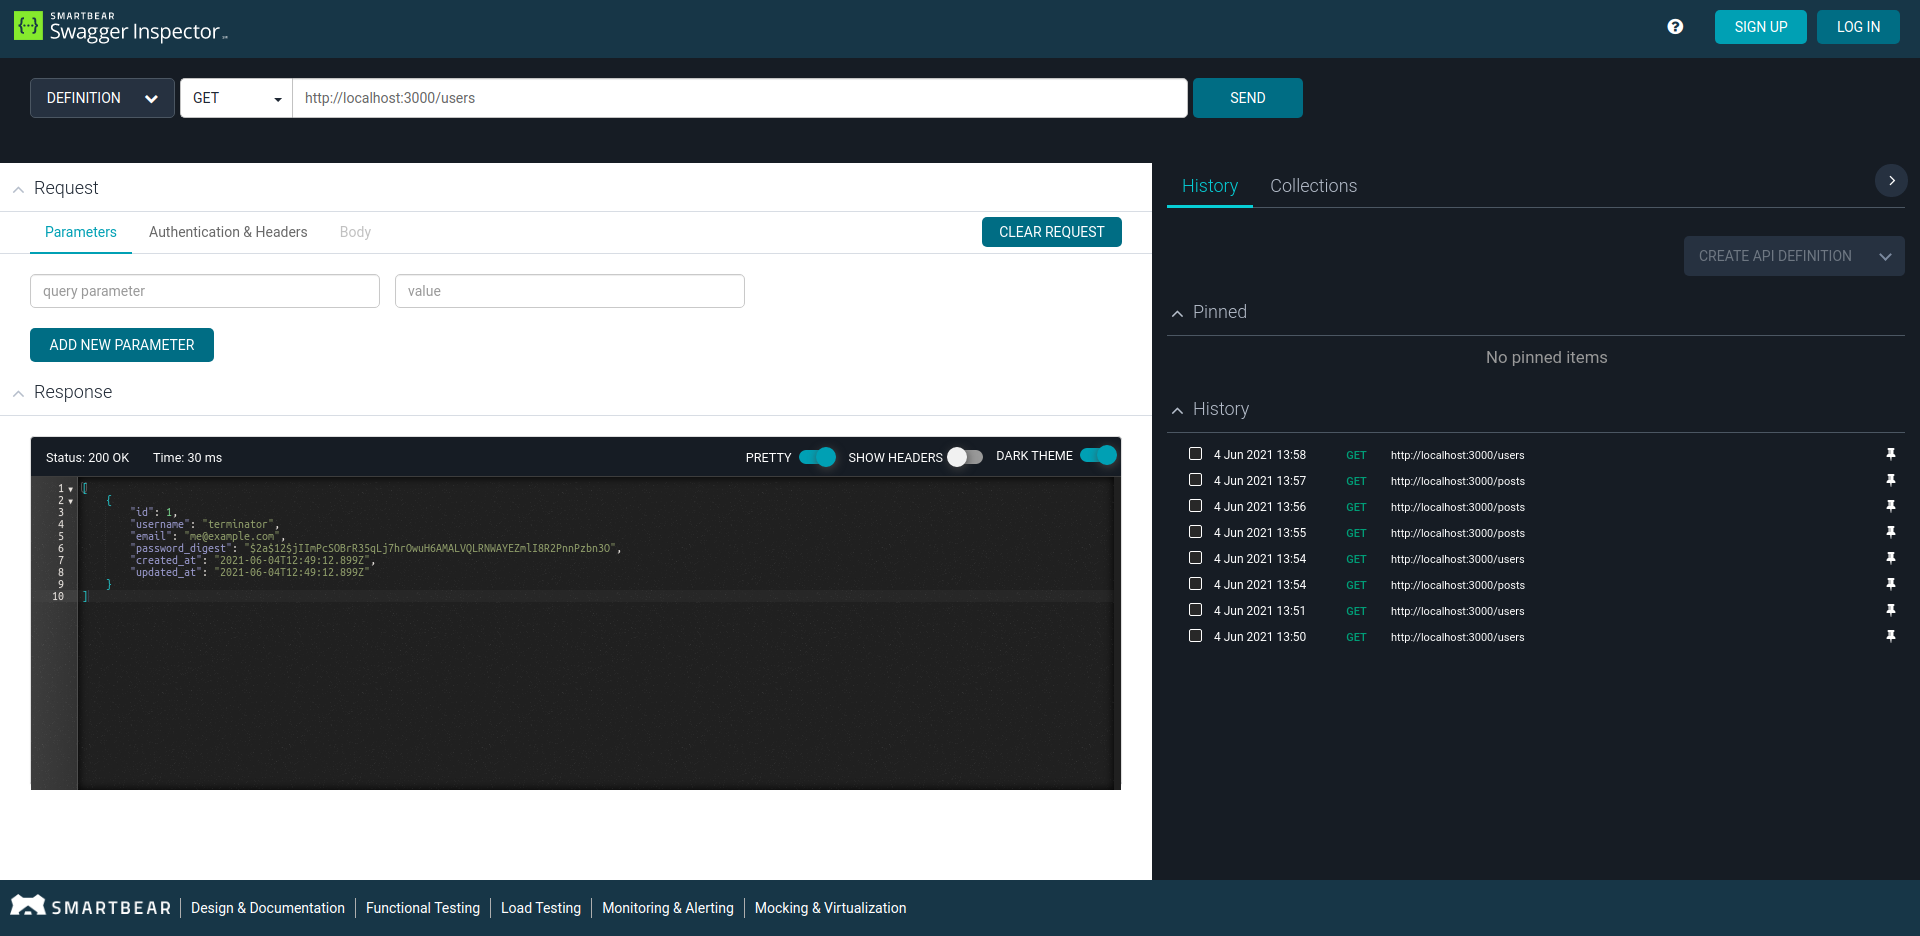 SMARTBEAR
Swagger Inspector
SIGN UP
LOG IN
DEFINITION
GET
http://localhost:3000/users
SEND
Request
Parameters
Authentication & Headers
Body
CLEAR REQUEST
query parameter
value
ADD NEW PARAMETER
Response
Status: 200 OK
Time: 30 ms
PRETTY
SHOW HEADERS
DARK THEME
1 [
2 {
3 "id": 1,
4 "username": "terminator",
5 "email": "me@example.com",
6 "password_digest": "$2a$12$jIImPcSOBrR35qLj7hrOwuH6AMALVQLRNWAYEZmlI8R2PnnPzbn3O",
7 "created_at": "2021-06-04T12:49:12.899Z",
8 "updated_at": "2021-06-04T12:49:12.899Z"
9 }
10 ]
History
Collections
CREATE API DEFINITION
Pinned
No pinned items
History
4 Jun 2021 13:58 GET http://localhost:3000/users
4 Jun 2021 13:57 GET http://localhost:3000/posts
4 Jun 2021 13:56 GET http://localhost:3000/posts
4 Jun 2021 13:55 GET http://localhost:3000/posts
4 Jun 2021 13:54 GET http://localhost:3000/users
4 Jun 2021 13:54 GET http://localhost:3000/posts
4 Jun 2021 13:51 GET http://localhost:3000/users
4 Jun 2021 13:50 GET http://localhost:3000/users
SMARTBEAR
Design & Documentation
Functional Testing
Load Testing
Monitoring & Alerting
Mocking & Virtualization